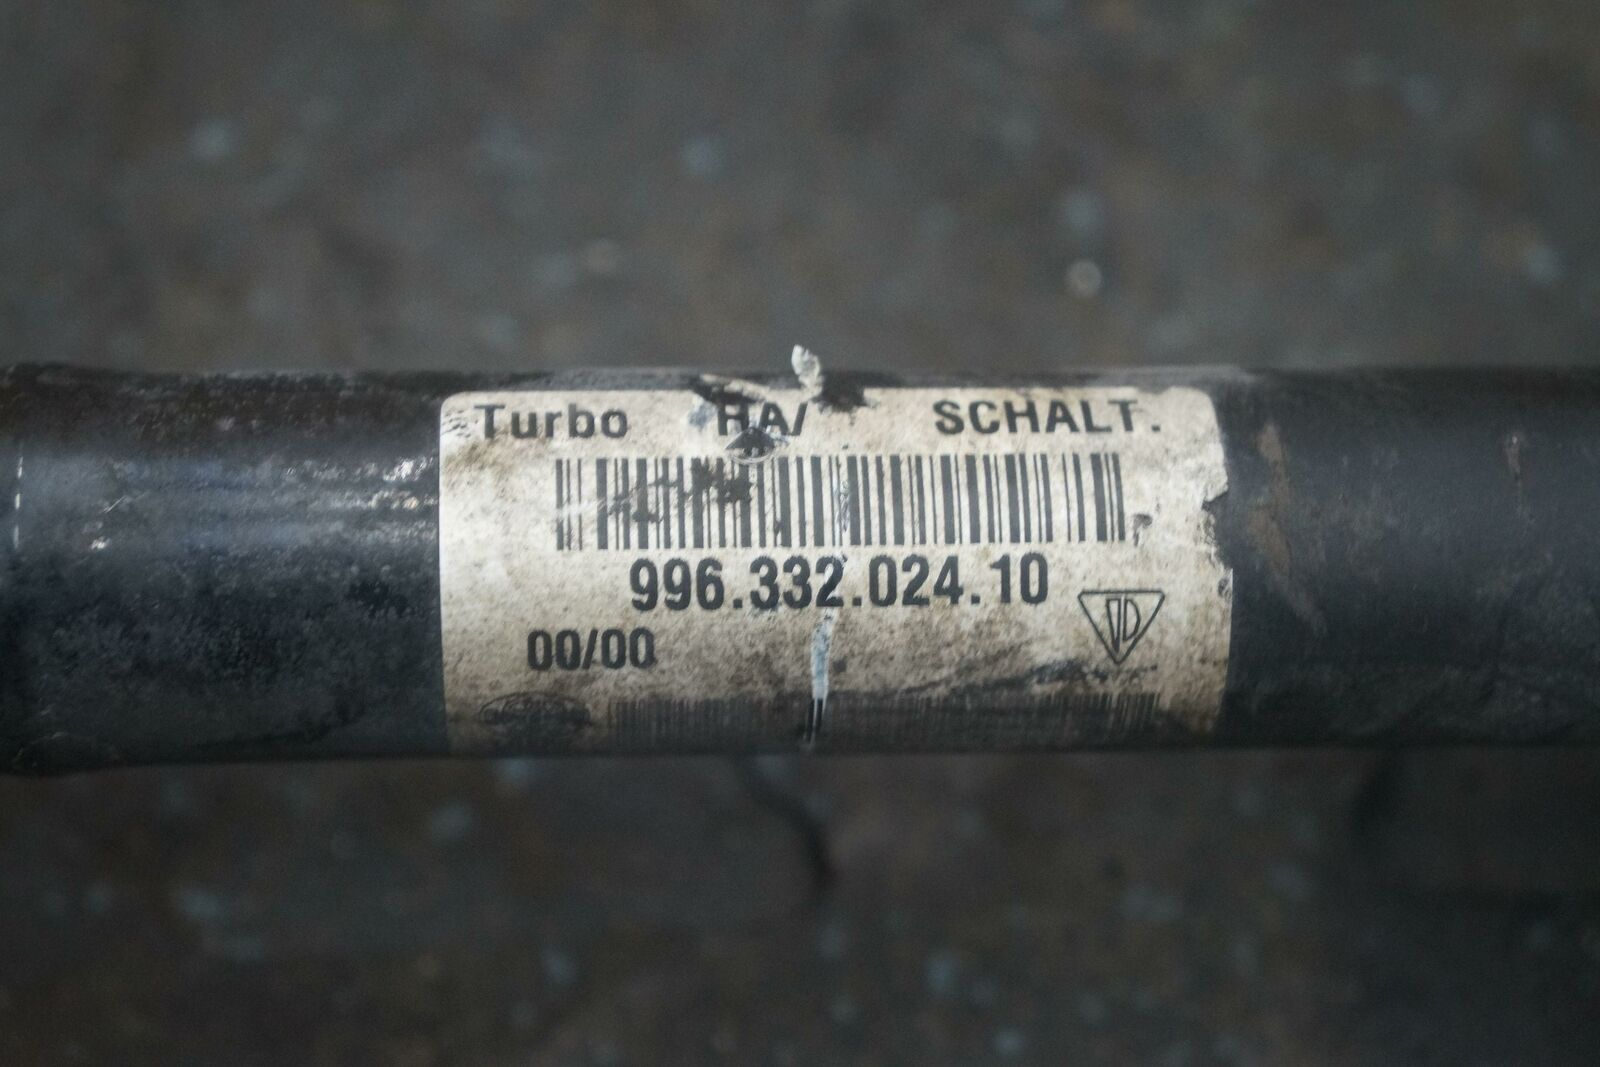 Turbo HA/ SCHALT.
996.332.024.10
00/00